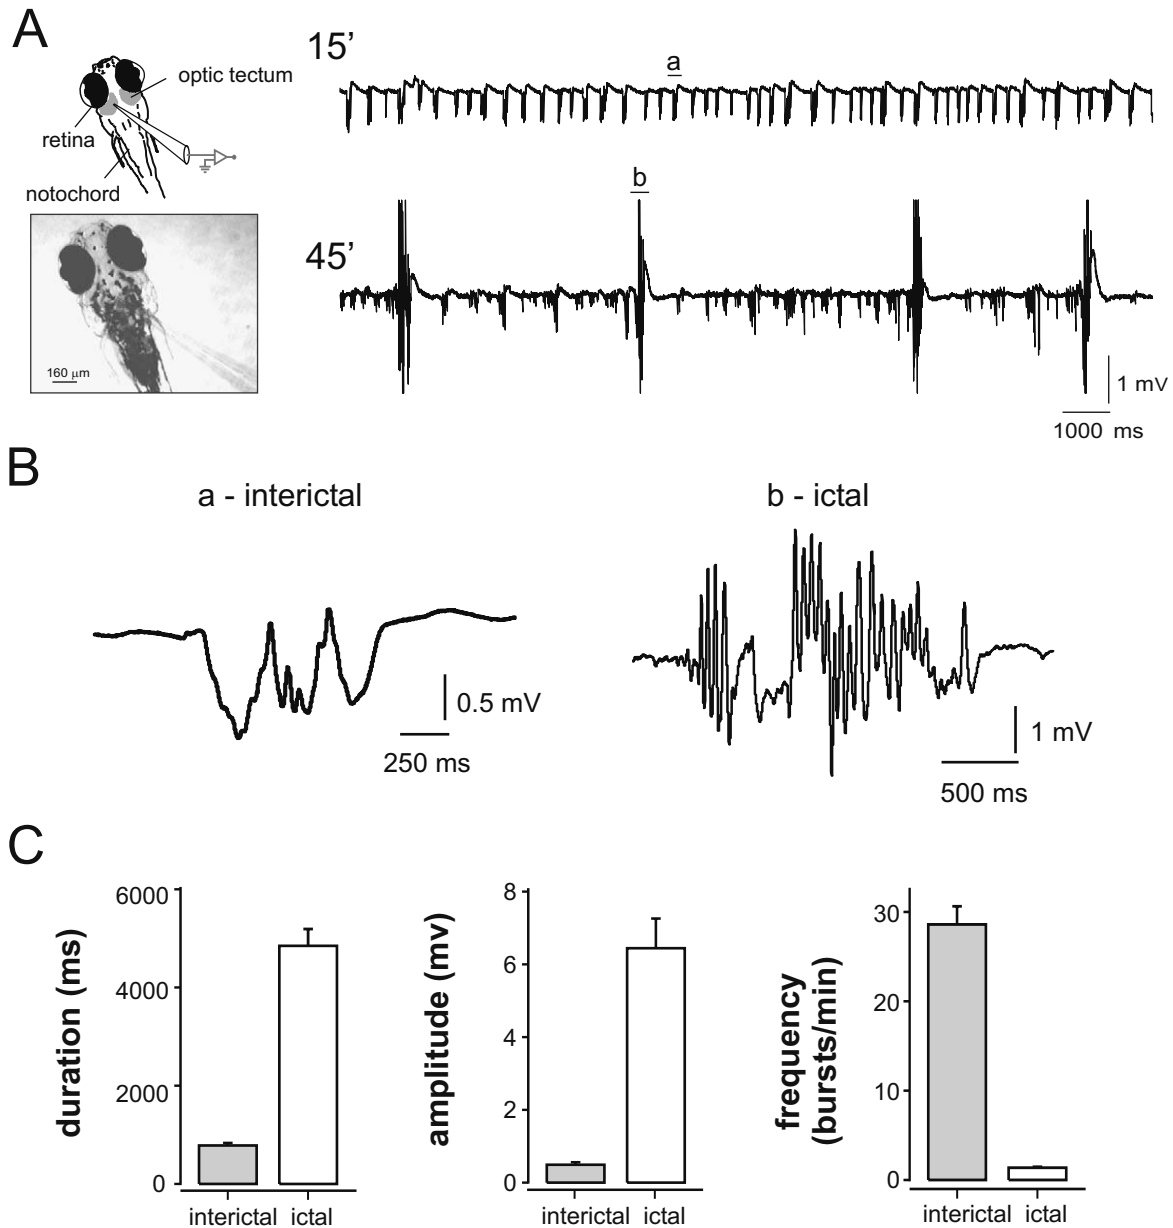 A
optic tectum
retina
notochord
160 µm
15’
a
45’
b
1 mV
1000 ms
B
a - interictal
0.5 mV
250 ms
b - ictal
1 mV
500 ms
C
duration (ms)
6000
4000
2000
0
interictal ictal
amplitude (mv)
8
6
4
2
0
interictal ictal
frequency
(bursts/min)
30
30
10
0
interictal ictal